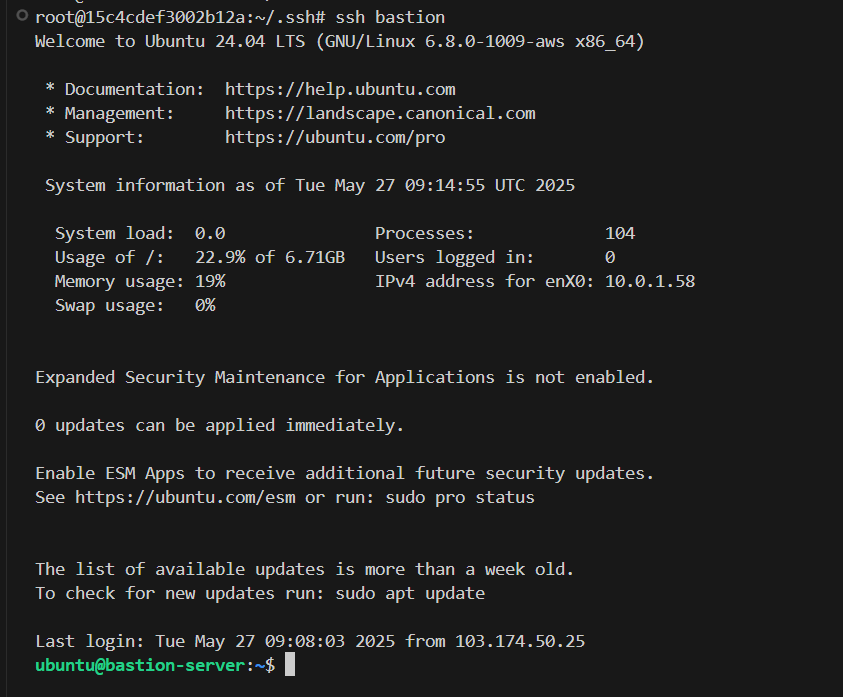 root@15c4cdef3002b12a:~/.ssh# ssh bastion
Welcome to Ubuntu 24.04 LTS (GNU/Linux 6.8.0-1009-aws x86_64)
* Documentation: https://help.ubuntu.com
* Management: https://landscape.canonical.com
* Support: https://ubuntu.com/pro
System information as of Tue May 27 09:14:55 UTC 2025
System load: 0.0 Processes: 104
Usage of /: 22.9% of 6.71GB Users logged in: 0
Memory usage: 19% IPv4 address for enX0: 10.0.1.58
Swap usage: 0%
Expanded Security Maintenance for Applications is not enabled.
0 updates can be applied immediately.
Enable ESM Apps to receive additional future security updates.
See https://ubuntu.com/esm or run: sudo pro status
The list of available updates is more than a week old.
To check for new updates run: sudo apt update
Last login: Tue May 27 09:08:03 2025 from 103.174.50.25
ubuntu@bastion-server:~$